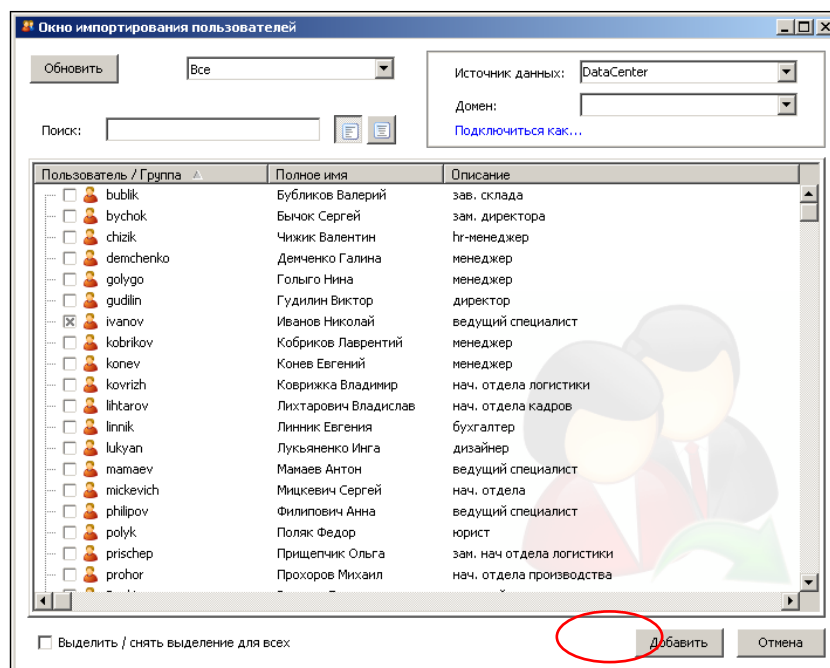 Окно импортирования пользователей
Обновить
Все
Источник данных: DataCenter
Домен:
Поиск:
Подключиться как...
Пользователь / Группа Полное имя Описание
bublik Бубликов Валерий зав. склада
bychok Бычок Сергей зам. директора
chizik Чижик Валентин hr-менеджер
demchenko Демченко Галина менеджер
golygo Голыго Нина менеджер
gudilin Гудилин Виктор директор
ivanov Иванов Николай ведущий специалист
kobrikov Кобриков Лаврентий менеджер
konev Конев Евгений менеджер
kovrizh Коврижка Владимир нач. отдела логистики
lihtarov Лихтарович Владислав нач. отдела кадров
linnik Линник Евгения бухгалтер
lukyan Лукьяненко Инга дизайнер
mamaev Мамаев Антон ведущий специалист
mickevich Мицкевич Сергей нач. отдела
philipov Филипович Анна ведущий специалист
polyk Поляк Федор юрист
prischep Прищепчик Ольга зам. нач отдела логистики
prohor Прохоров Михаил нач. отдела производства
Выделить / снять выделение для всех
Добавить
Отмена